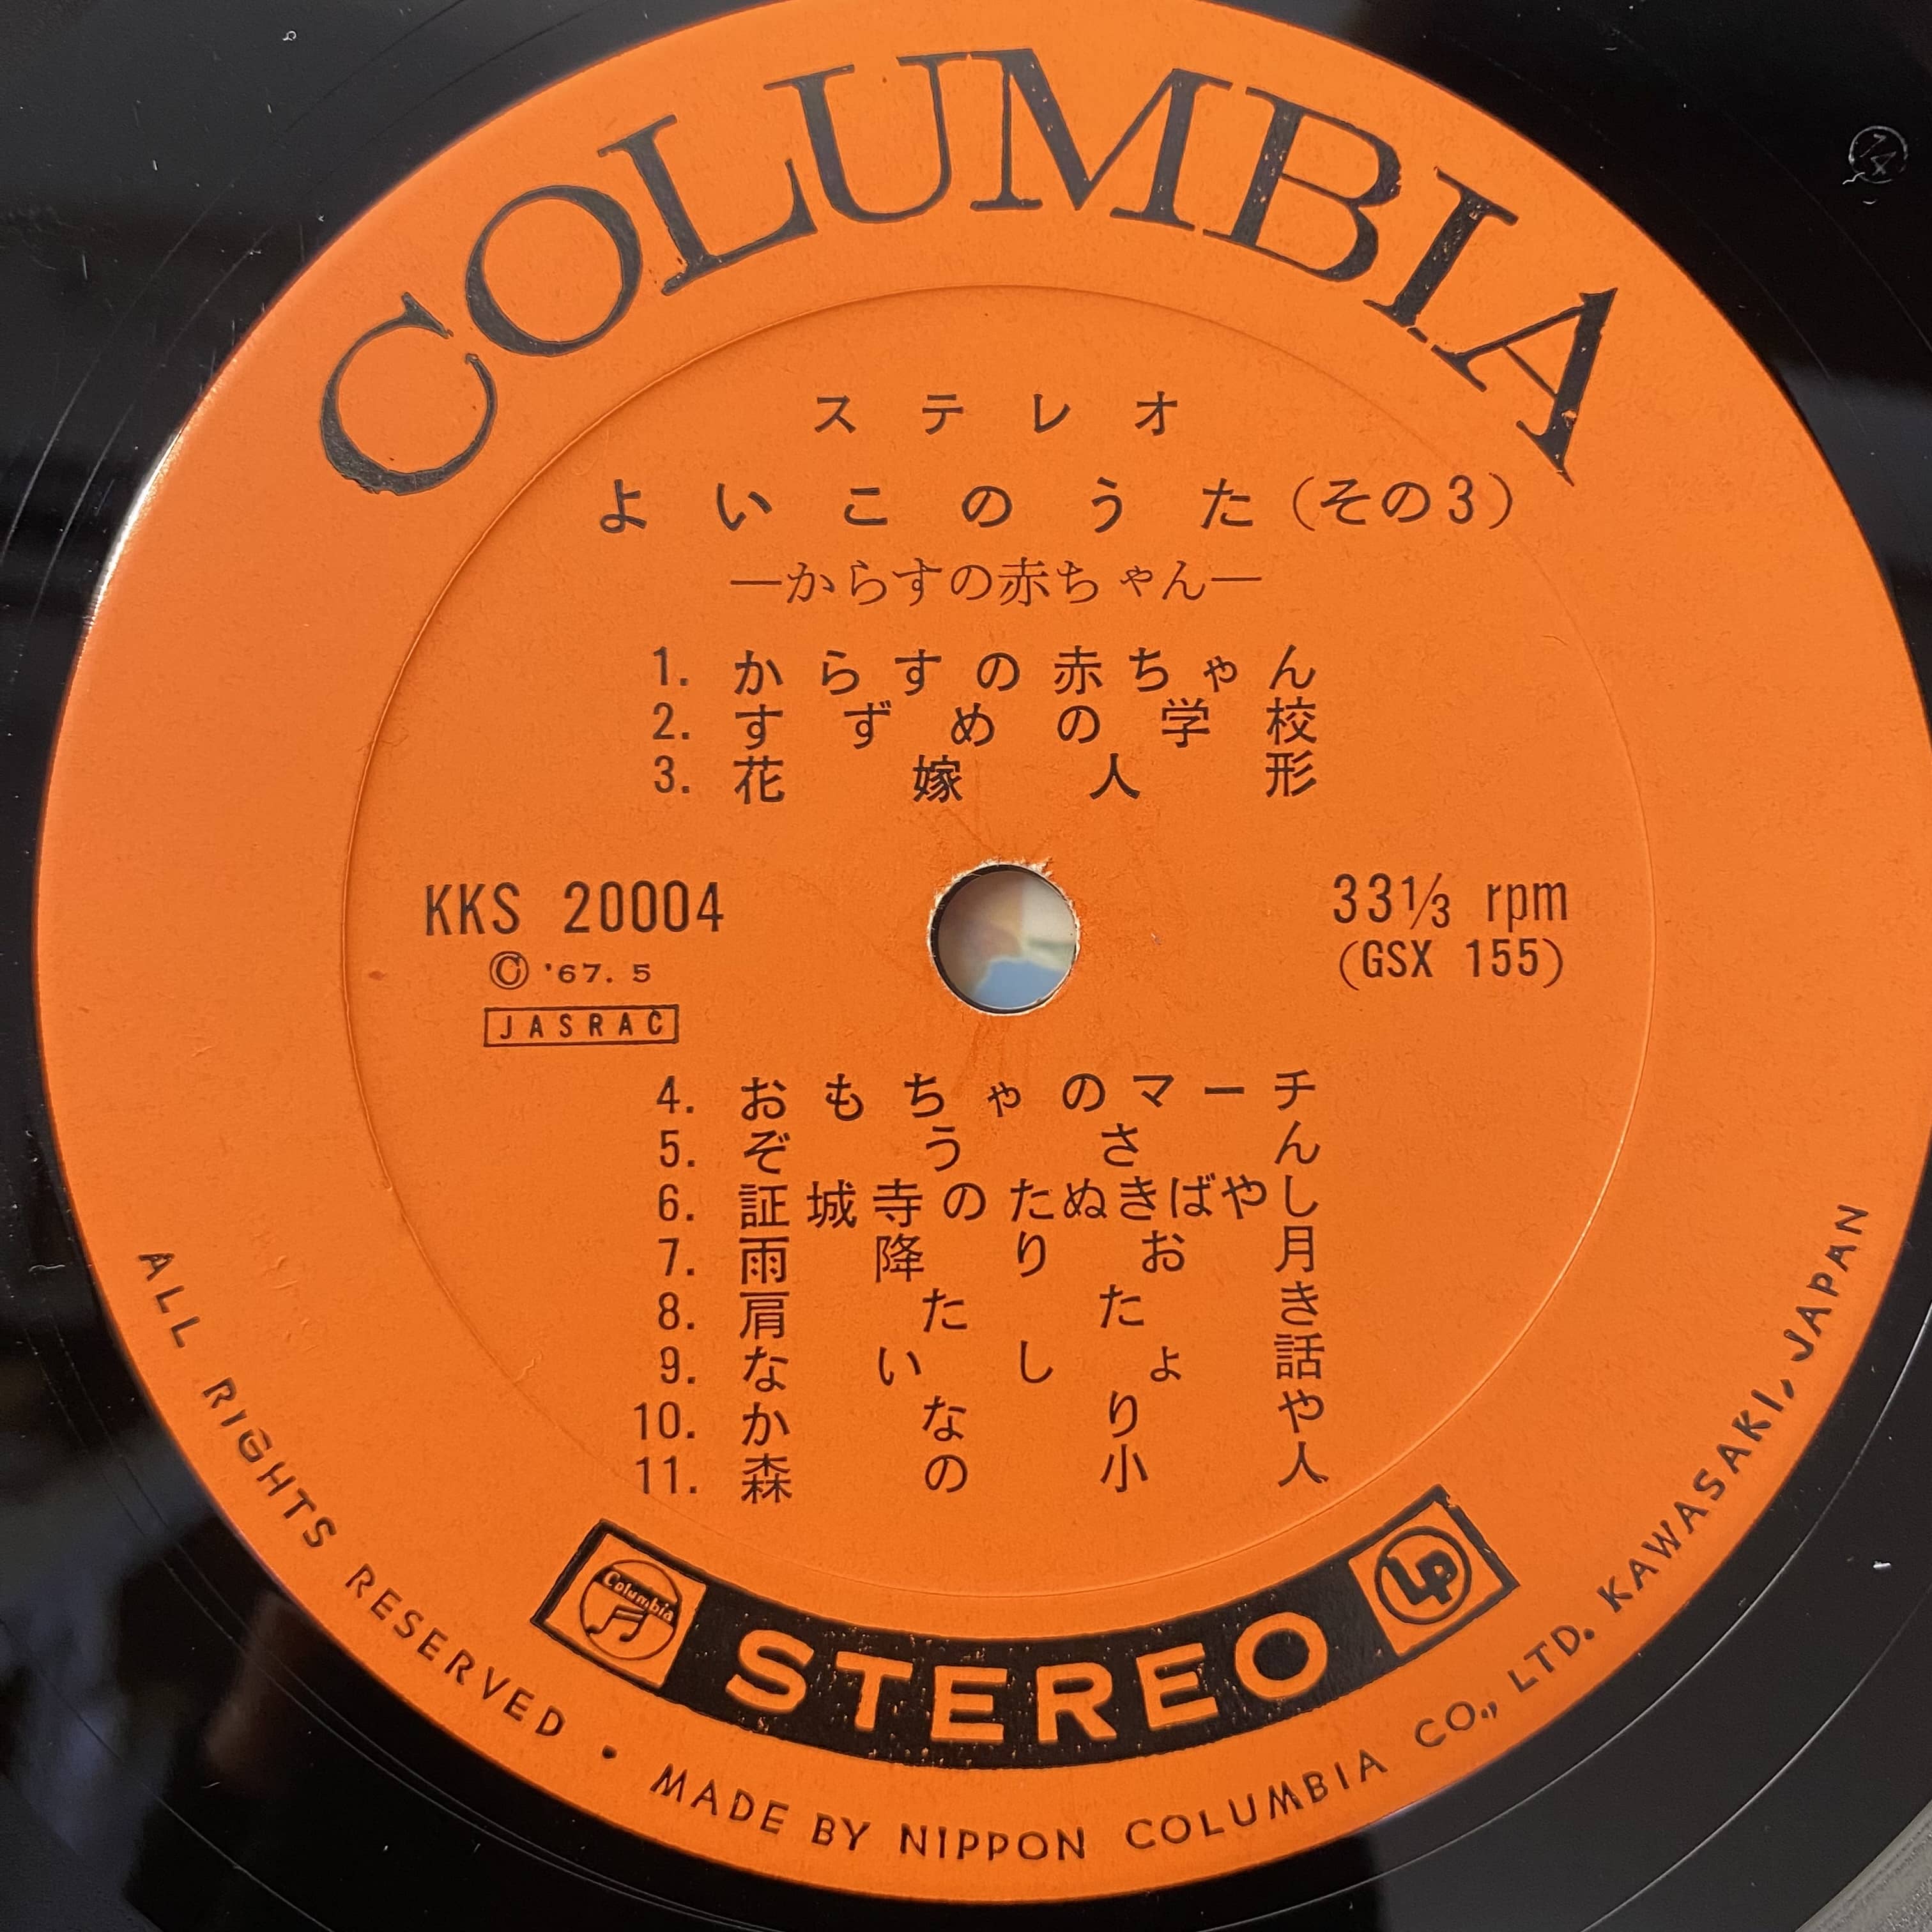 COLUMBIA
ステレオ
よいこのうた（その3）
―からすの赤ちゃん―
1. からすの赤ちゃん
2. すずめの学校
3. 花嫁人形
KKS 20004
Ⓒ '67. 5
JASRAC
33⅓ rpm
(GSX 155)
4. おもちゃのマーチ
5. ぞうさん
6. 証城寺のたぬきばやし
7. 雨降りお月
8. 肩たたき
9. ないしょ話
10. かなりや
11. 森の小人
Columbia
STEREO
LP
ALL RIGHTS RESERVED • MADE BY NIPPON COLUMBIA CO., LTD. KAWASAKI, JAPAN